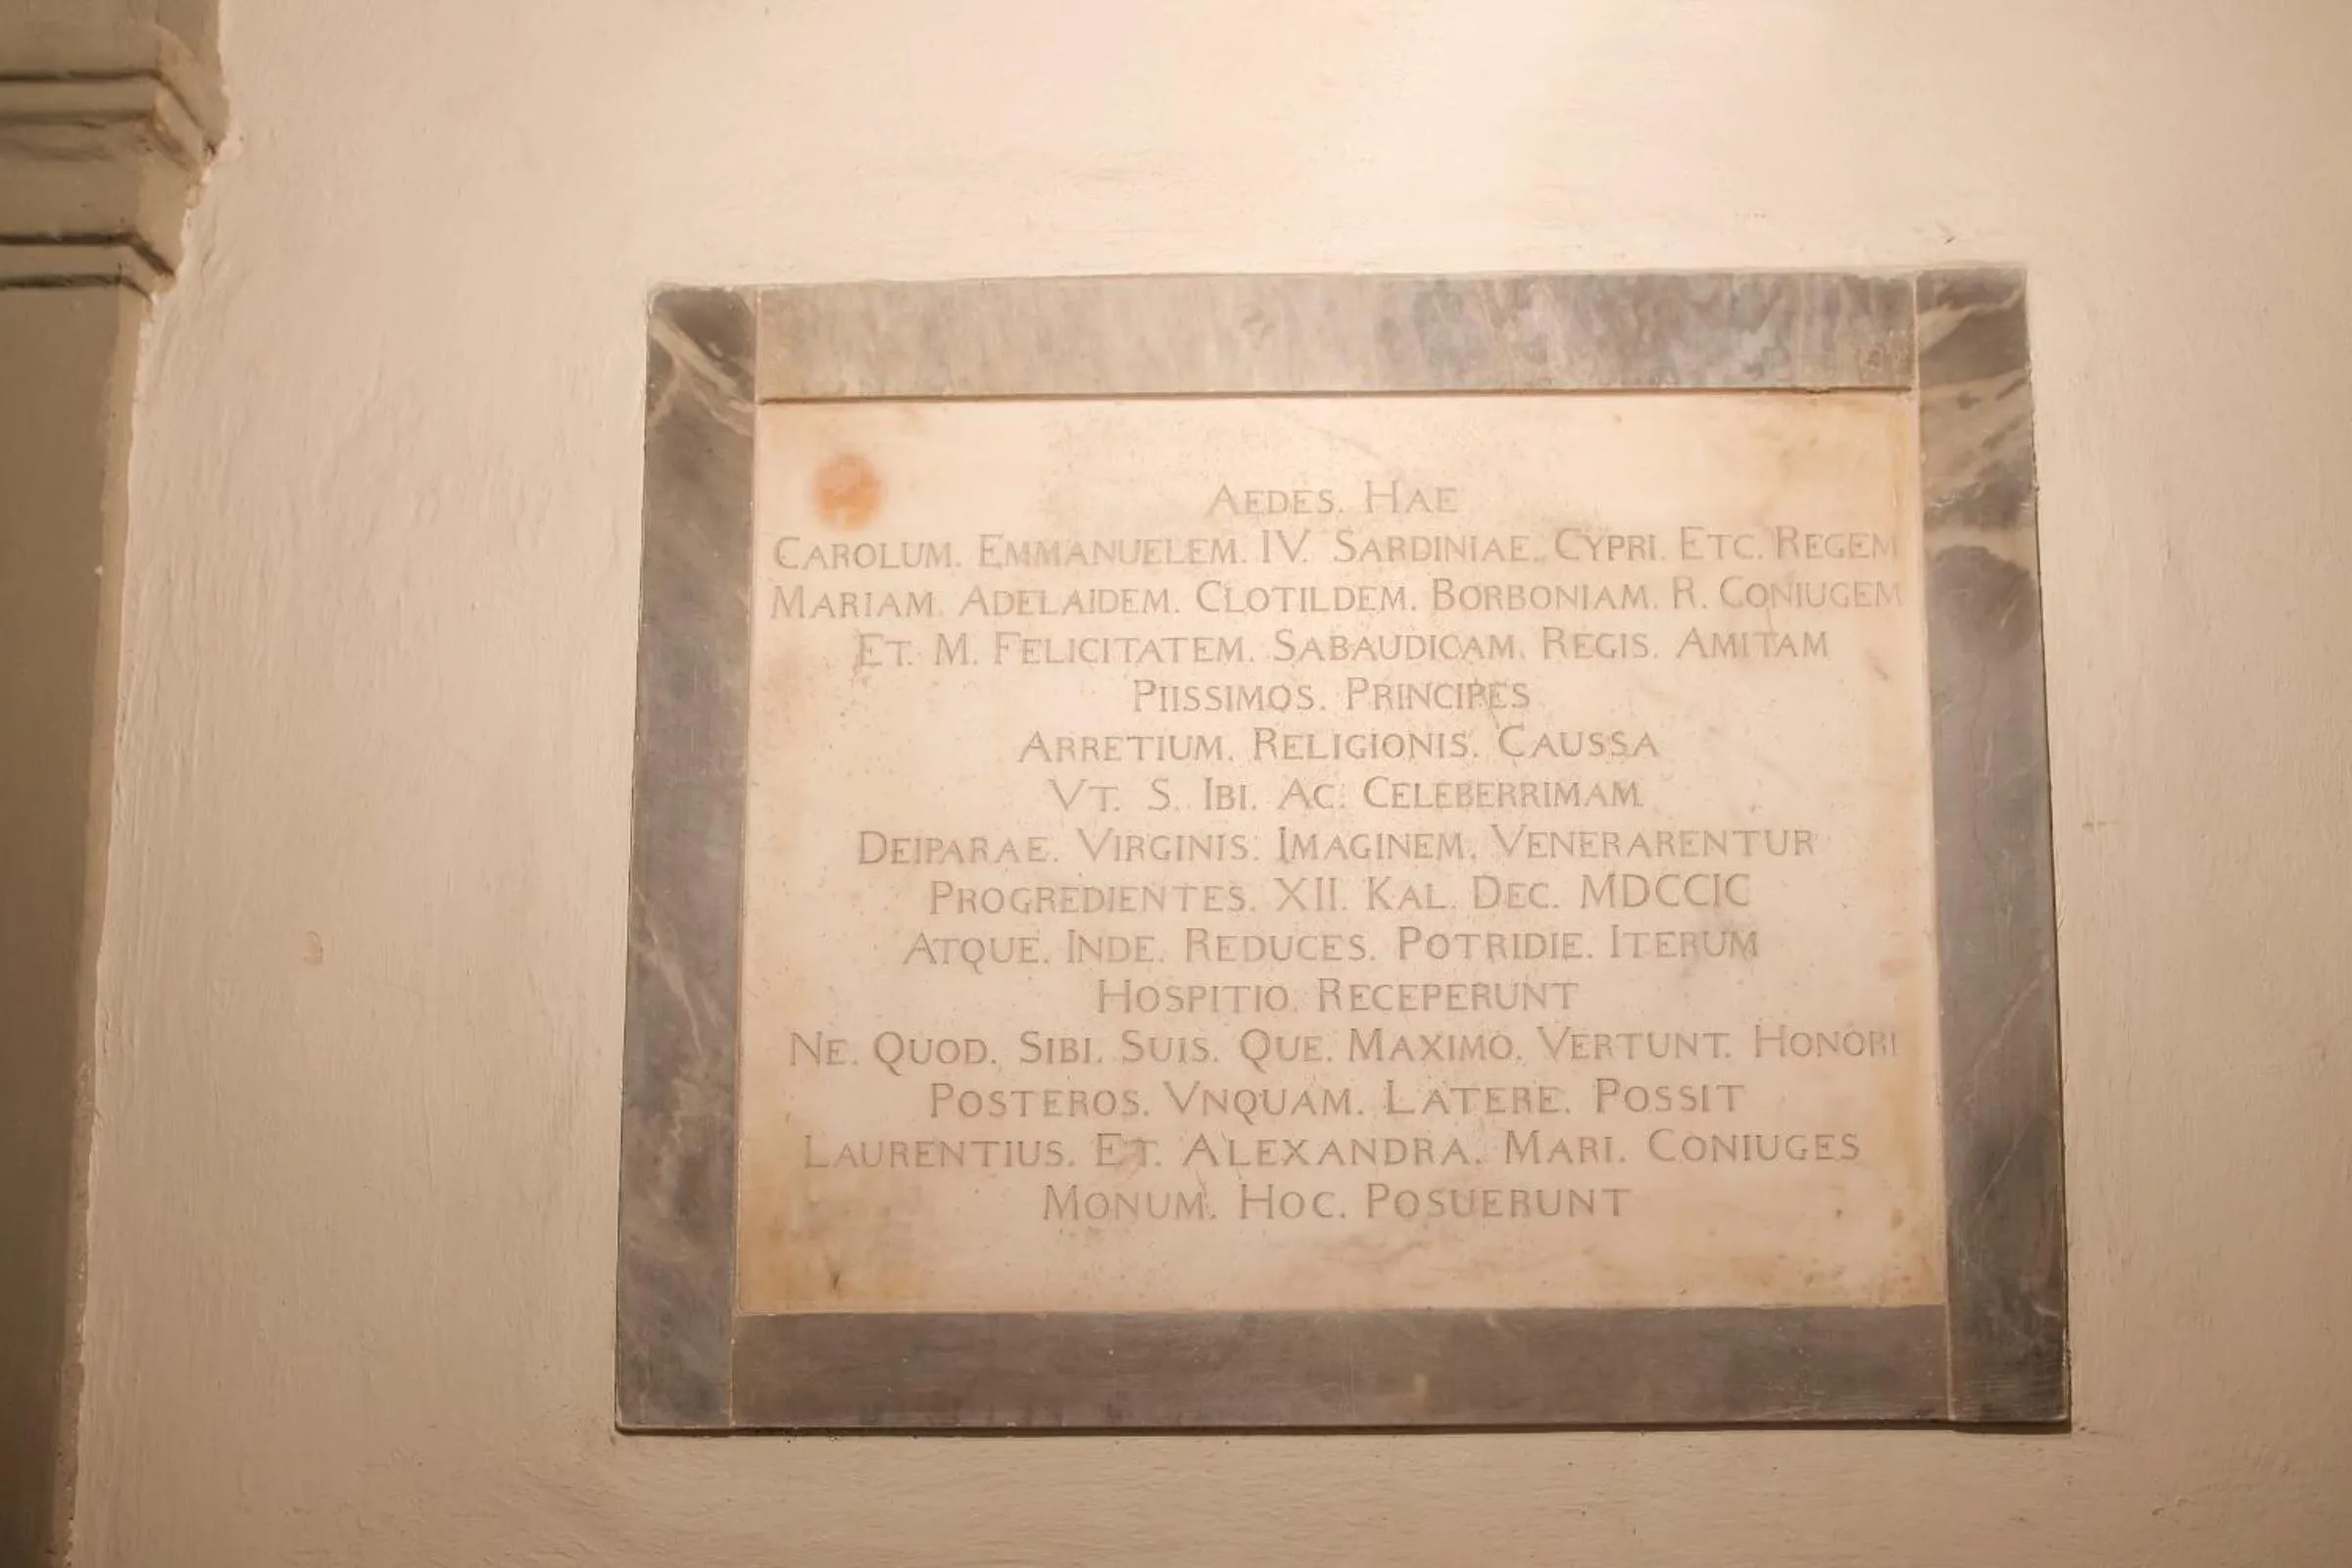 AEDES. HAE
CAROLUM. EMMANUELEM. IV. SARDINIAE. CYPRI. ETC. REGEM
MARIAM. ADELAIDEM. CLOTILDEM. BORBONIAM. R. CONIUGEM
ET. M. FELICITATEM. SABAUDICAM. REGIS. AMITAM
PIISSIMOS. PRINCIPES
ARRETIUM. RELIGIONIS. CAUSSA
VT. S. IBI. AC. CELEBERRIMAM
DEIPARAE. VIRGINIS. IMAGINEM. VENERARENTUR
PROGREDIENTES. XII. KAL. DEC. MDCCIC
ATQUE. INDE. REDUCES. POTRIDIE. ITERUM
HOSPITIO. RECEPERUNT
NE. QUOD. SIBI. SUIS. QUE. MAXIMO. VERTUNT. HONORI
POSTEROS. VNQUAM. LATERE. POSSIT
LAURENTIUS. ET. ALEXANDRA. MARI. CONIUGES
MONUM. HOC. POSUERUNT